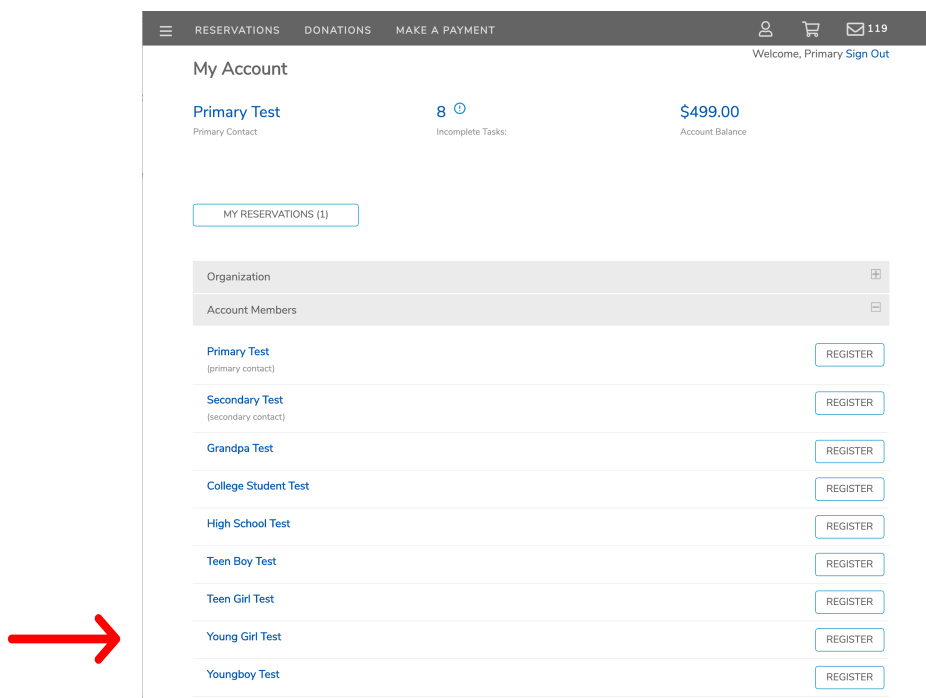 RESERVATIONS DONATIONS MAKE A PAYMENT 119
Welcome, Primary Sign Out
My Account
Primary Test 8 $499.00
Primary Contact Incomplete Tasks: Account Balance
MY RESERVATIONS (1)
Organization
Account Members
Primary Test REGISTER
(primary contact)
Secondary Test REGISTER
(secondary contact)
Grandpa Test REGISTER
College Student Test REGISTER
High School Test REGISTER
Teen Boy Test REGISTER
Teen Girl Test REGISTER
Young Girl Test REGISTER
Youngboy Test REGISTER